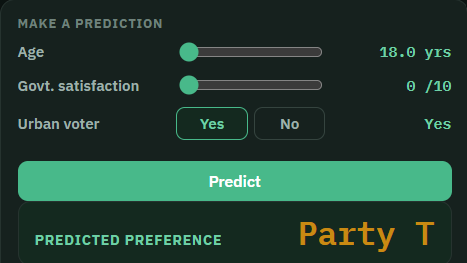 MAKE A PREDICTION
Age 18.0 yrs
Govt. satisfaction 0 /10
Urban voter Yes No Yes
Predict
PREDICTED PREFERENCE Party T